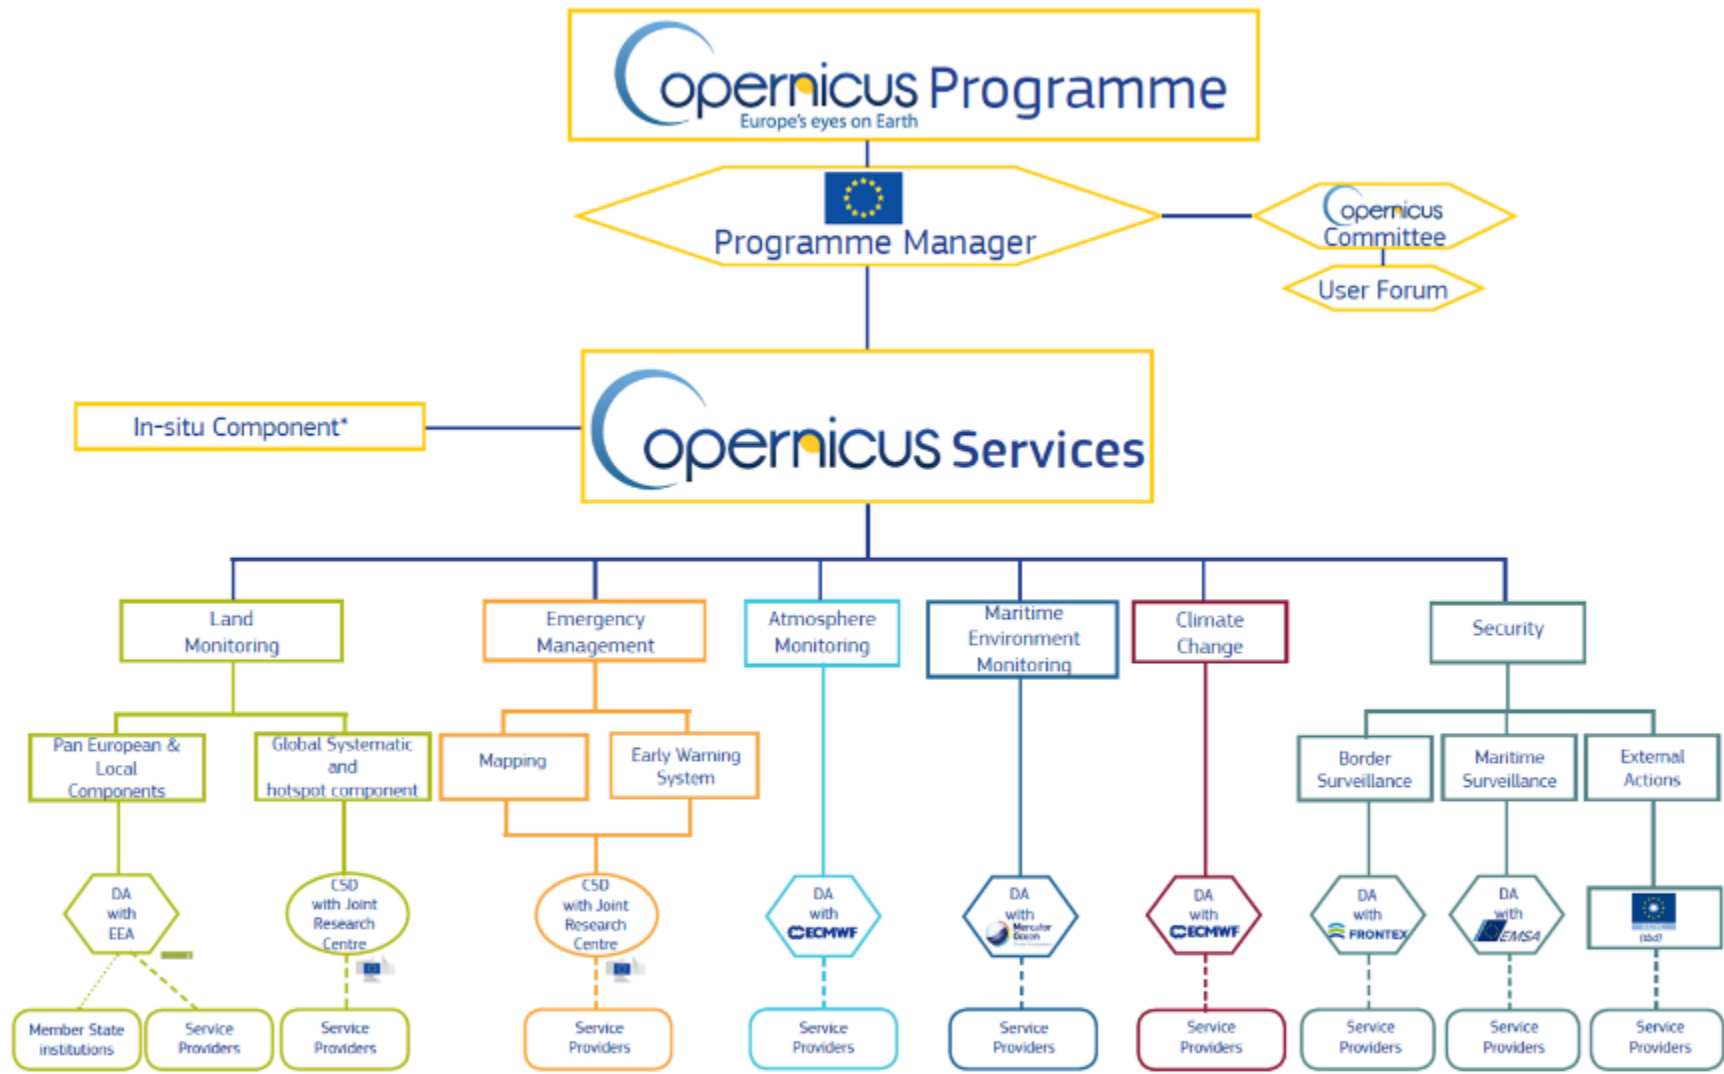 Copernicus Programme
Europe's eyes on Earth
Programme Manager
Copernicus
Committee
User Forum
In-situ Component*
Copernicus Services
Land
Monitoring
Emergency
Management
Atmosphere
Monitoring
Maritime
Environment
Monitoring
Climate
Change
Security
Pan European &
Local
Components
Global Systematic
and
hotspot component
Mapping
Early Warning
System
Border
Surveillance
Maritime
Surveillance
External
Actions
DA
with
EEA
CSD
with Joint
Research
Centre
CSD
with Joint
Research
Centre
DA
with
ECMWF
DA
with
Mercator
Ocean
DA
with
ECMWF
DA
with
FRONTEX
DA
with
EMSA
(tbd)
Member State
institutions
Service
Providers
Service
Providers
Service
Providers
Service
Providers
Service
Providers
Service
Providers
Service
Providers
Service
Providers
Service
Providers